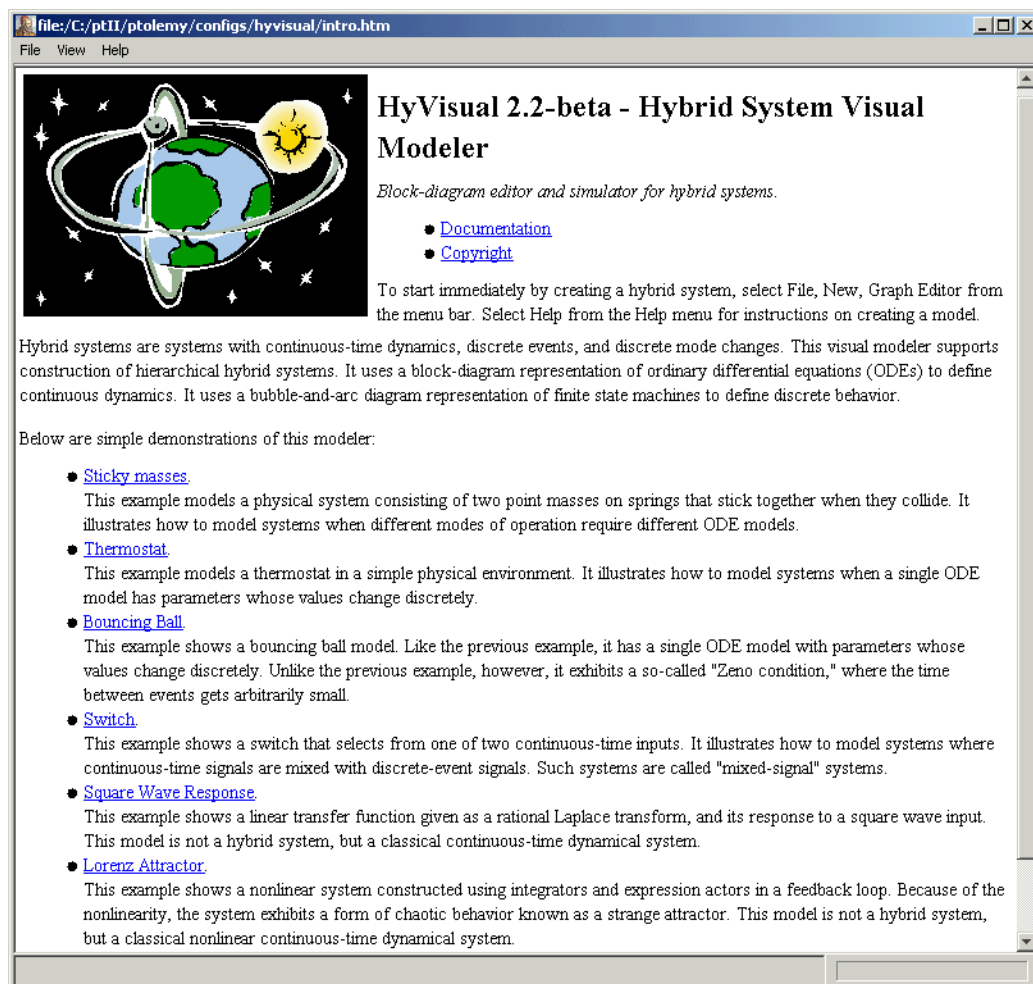 file:/C:/ptII/ptolemy/configs/hyvisual/intro.htm
File View Help
HyVisual 2.2-beta - Hybrid System Visual
Modeler
Block-diagram editor and simulator for hybrid systems.
Documentation
Copyright
To start immediately by creating a hybrid system, select File, New, Graph Editor from
the menu bar. Select Help from the Help menu for instructions on creating a model.
Hybrid systems are systems with continuous-time dynamics, discrete events, and discrete mode changes. This visual modeler supports
construction of hierarchical hybrid systems. It uses a block-diagram representation of ordinary differential equations (ODEs) to define
continuous dynamics. It uses a bubble-and-arc diagram representation of finite state machines to define discrete behavior.
Below are simple demonstrations of this modeler:
Sticky masses.
This example models a physical system consisting of two point masses on springs that stick together when they collide. It
illustrates how to model systems when different modes of operation require different ODE models.
Thermostat.
This example models a thermostat in a simple physical environment. It illustrates how to model systems when a single ODE
model has parameters whose values change discretely.
Bouncing Ball.
This example shows a bouncing ball model. Like the previous example, it has a single ODE model with parameters whose
values change discretely. Unlike the previous example, however, it exhibits a so-called "Zeno condition," where the time
between events gets arbitrarily small.
Switch.
This example shows a switch that selects from one of two continuous-time inputs. It illustrates how to model systems where
continuous-time signals are mixed with discrete-event signals. Such systems are called "mixed-signal" systems.
Square Wave Response.
This example shows a linear transfer function given as a rational Laplace transform, and its response to a square wave input.
This model is not a hybrid system, but a classical continuous-time dynamical system.
Lorenz Attractor.
This example shows a nonlinear system constructed using integrators and expression actors in a feedback loop. Because of the
nonlinearity, the system exhibits a form of chaotic behavior known as a strange attractor. This model is not a hybrid system,
but a classical nonlinear continuous-time dynamical system.